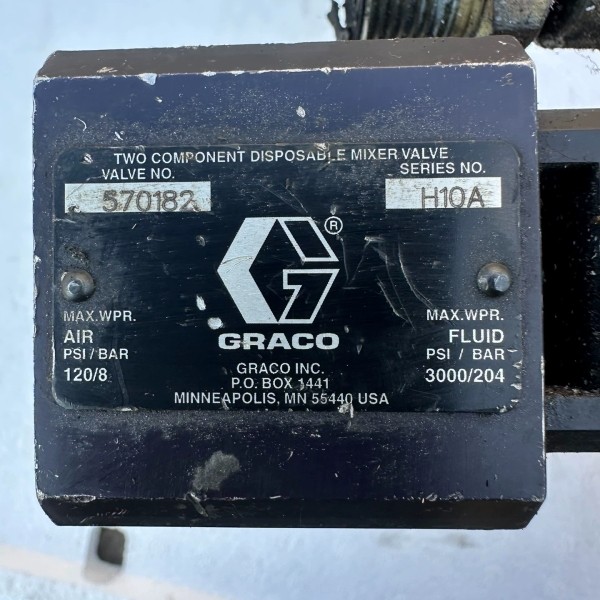 TWO COMPONENT DISPOSABLE MIXER VALVE
VALVE NO. SERIES NO.
570182 H10A
®
MAX. WPR. MAX. WPR.
AIR GRACO FLUID
PSI / BAR PSI / BAR
120/8 GRACO INC. 3000/204
P.O. BOX 1441
MINNEAPOLIS, MN 55440 USA